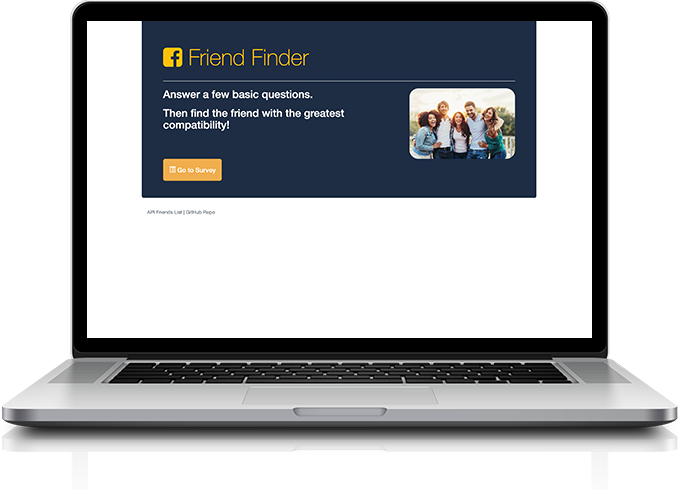 Friend Finder
Answer a few basic questions.
Then find the friend with the greatest
compatibility!
Go to Survey
API Friends List | GitHub Repo